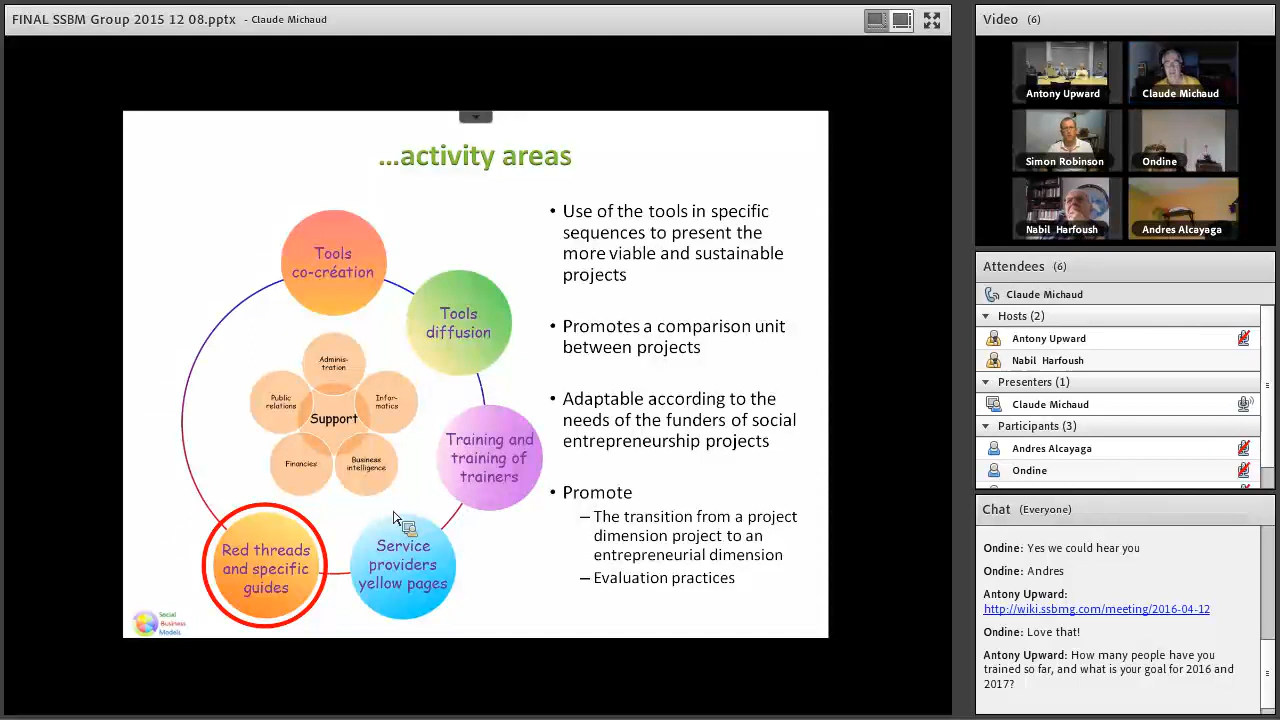 FINAL SSBM Group 2015 12 08.pptx - Claude Michaud
...activity areas
Tools
co-création
Tools
diffusion
Training and
training of
trainers
Service
providers
yellow pages
Red threads
and specific
guides
Adminis-
tration
Public
relations
Infor-
matics
Support
Financies
Business
intelligence
• Use of the tools in specific
sequences to present the
more viable and sustainable
projects
• Promotes a comparison unit
between projects
• Adaptable according to the
needs of the funders of social
entrepreneurship projects
• Promote
– The transition from a project
dimension project to an
entrepreneurial dimension
– Evaluation practices
Social
Business
Models
Video (6)
Antony Upward
Claude Michaud
Simon Robinson
Ondine
Nabil Harfoush
Andres Alcayaga
Attendees (6)
Claude Michaud
Hosts (2)
Antony Upward
Nabil Harfoush
Presenters (1)
Claude Michaud
Participants (3)
Andres Alcayaga
Ondine
Chat (Everyone)
Ondine: Yes we could hear you
Ondine: Andres
Antony Upward:
http://wiki.ssbmg.com/meeting/2016-04-12
Ondine: Love that!
Antony Upward: How many people have you
trained so far, and what is your goal for 2016 and
2017?